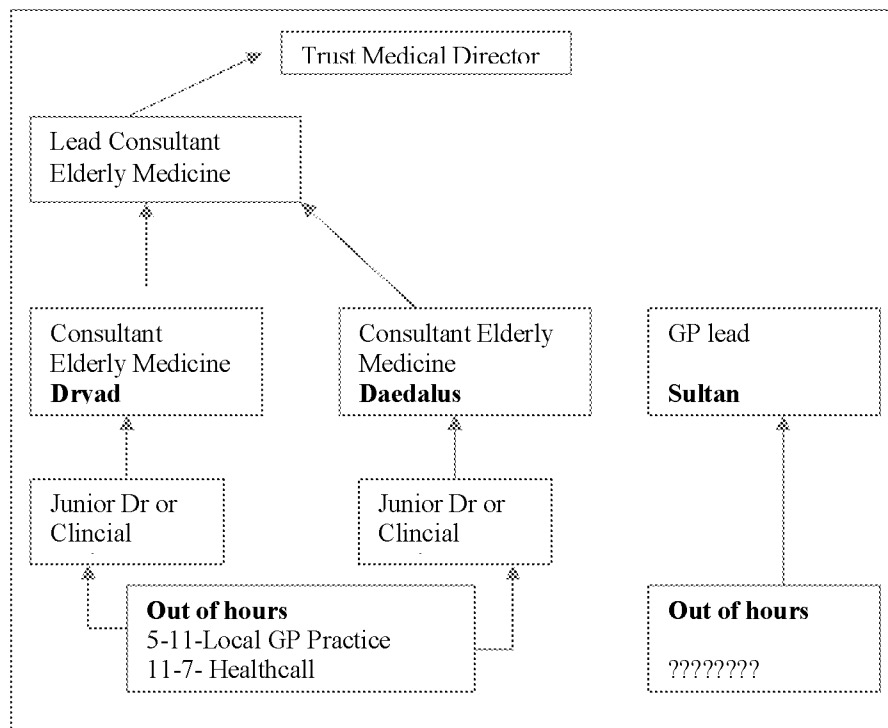 Trust Medical Director
Lead Consultant
Elderly Medicine
Consultant
Elderly Medicine
Dryad
Consultant Elderly
Medicine
Daedalus
GP lead
Sultan
Junior Dr or
Clincial
Junior Dr or
Clincial
Out of hours
5-11-Local GP Practice
11-7- Healthcall
Out of hours
????????